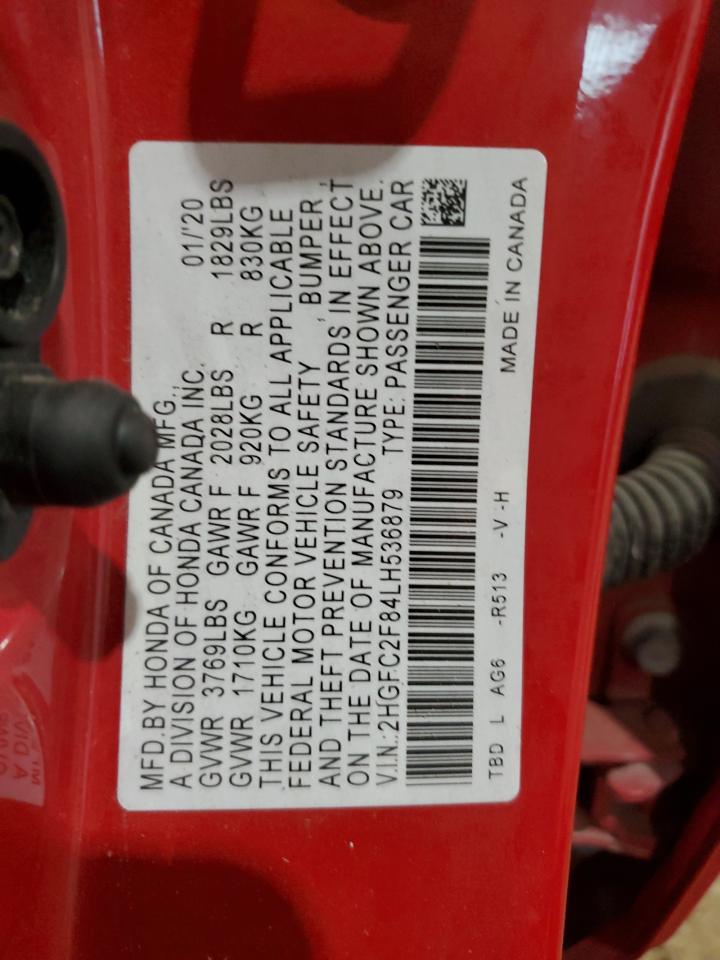 MFD.BY HONDA OF CANADA MFG.,
A DIVISION OF HONDA CANADA INC. 01/'20
GVWR 3769LBS GAWR F 2028LBS R 1829LBS
GVWR 1710KG GAWR F 920KG R 830KG
THIS VEHICLE CONFORMS TO ALL APPLICABLE
FEDERAL MOTOR VEHICLE SAFETY , BUMPER ,
AND THEFT PREVENTION STANDARDS IN EFFECT
ON THE DATE OF MANUFACTURE SHOWN ABOVE.
V.I.N.:2HGFC2F84LH536879 TYPE: PASSENGER CAR
TBD L AG6 -R513 -V -H MADE IN CANADA